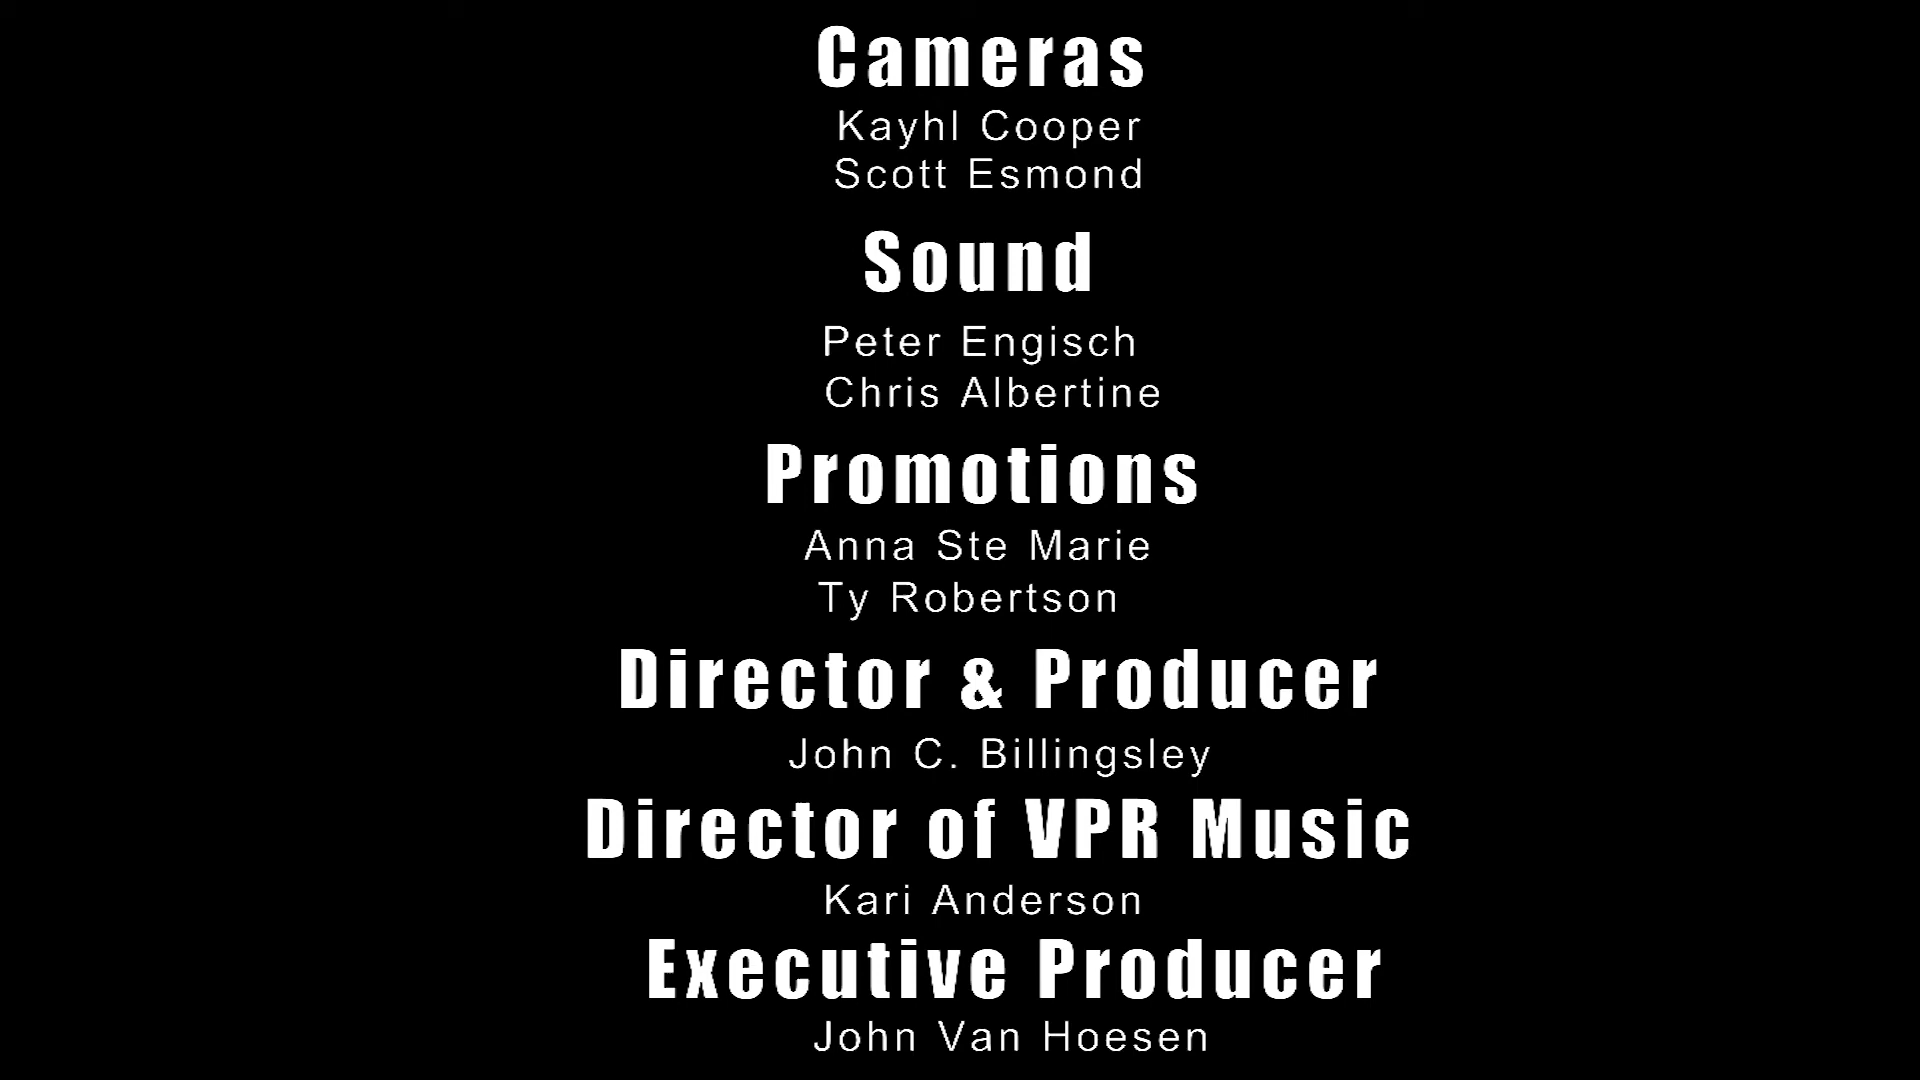 Cameras
Kayhl Cooper
Scott Esmond
Sound
Peter Engisch
Chris Albertine
Promotions
Anna Ste Marie
Ty Robertson
Director & Producer
John C. Billingsley
Director of VPR Music
Kari Anderson
Executive Producer
John Van Hoesen